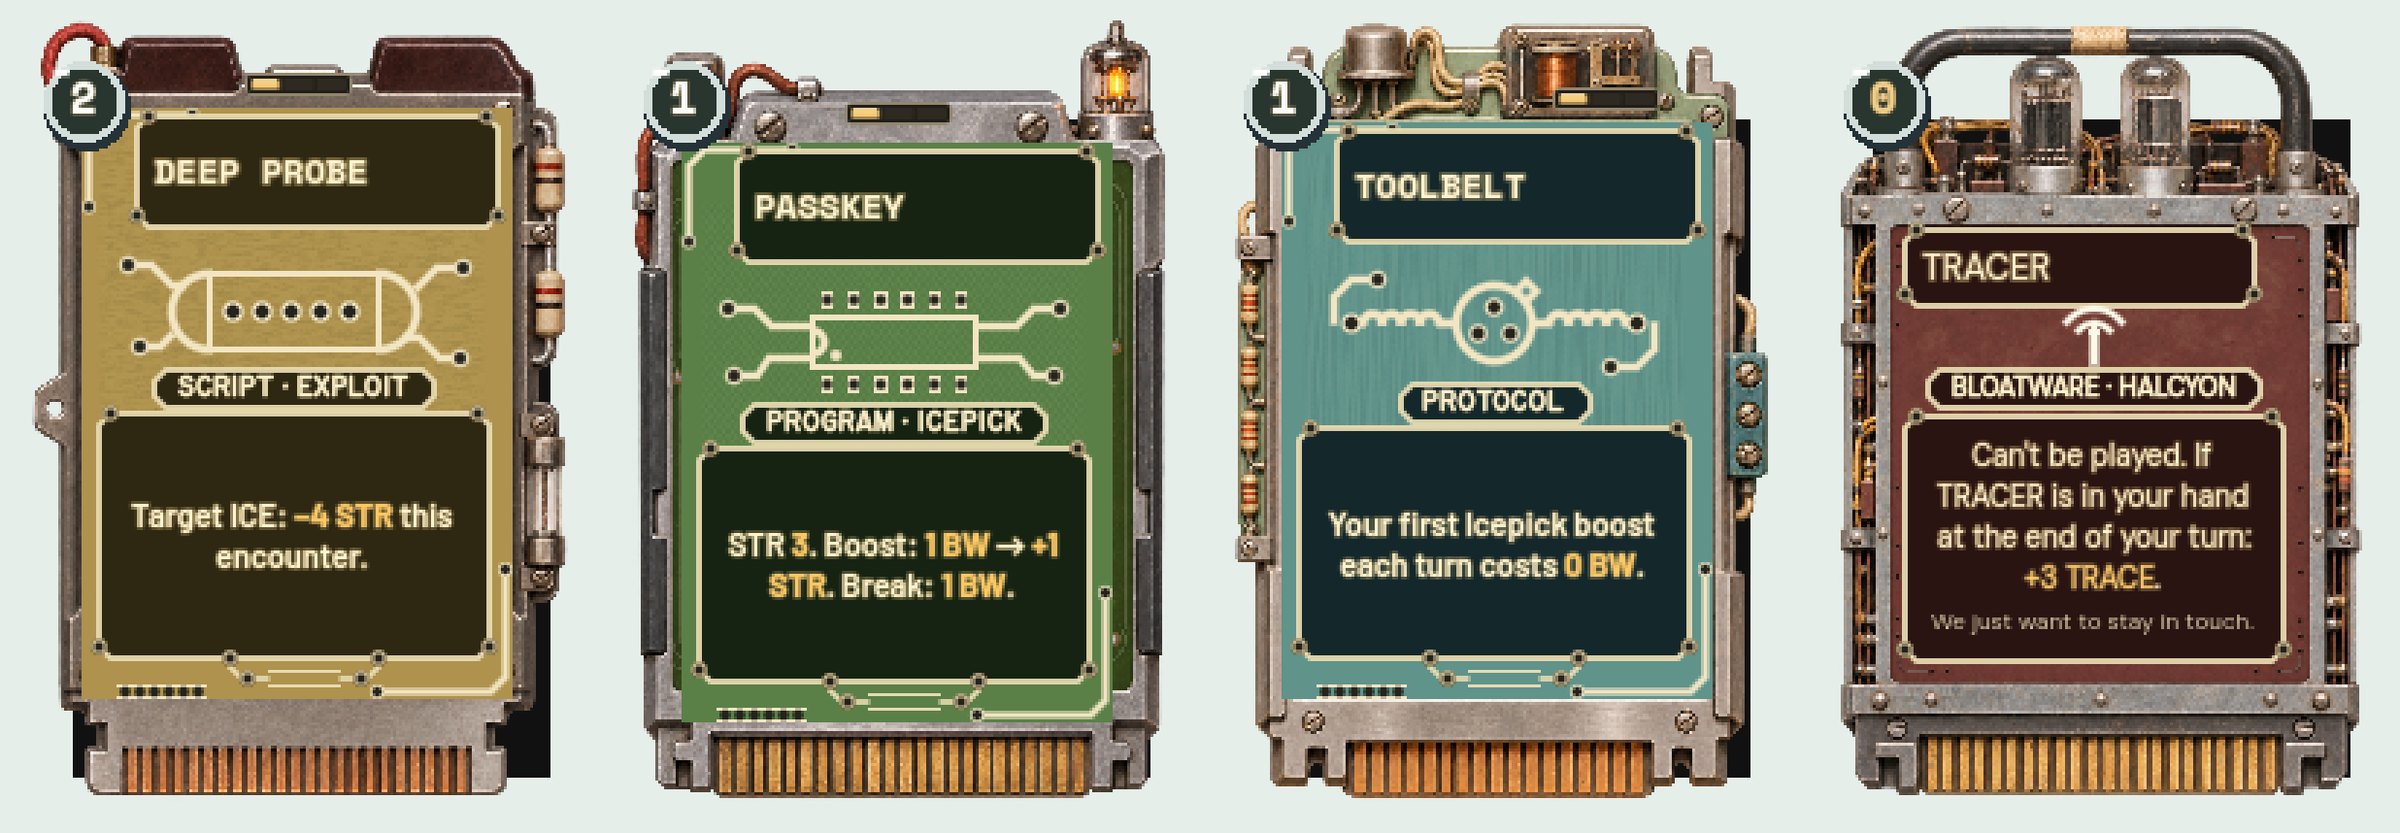 2
DEEP PROBE
SCRIPT · EXPLOIT
Target ICE: −4 STR this
encounter.
1
PASSKEY
PROGRAM · ICEPICK
STR 3. Boost: 1 BW → +1
STR. Break: 1 BW.
1
TOOLBELT
PROTOCOL
Your first Icepick boost
each turn costs 0 BW.
0
TRACER
BLOATWARE · HALCYON
Can't be played. If
TRACER is in your hand
at the end of your turn:
+3 TRACE.
We just want to stay in touch.